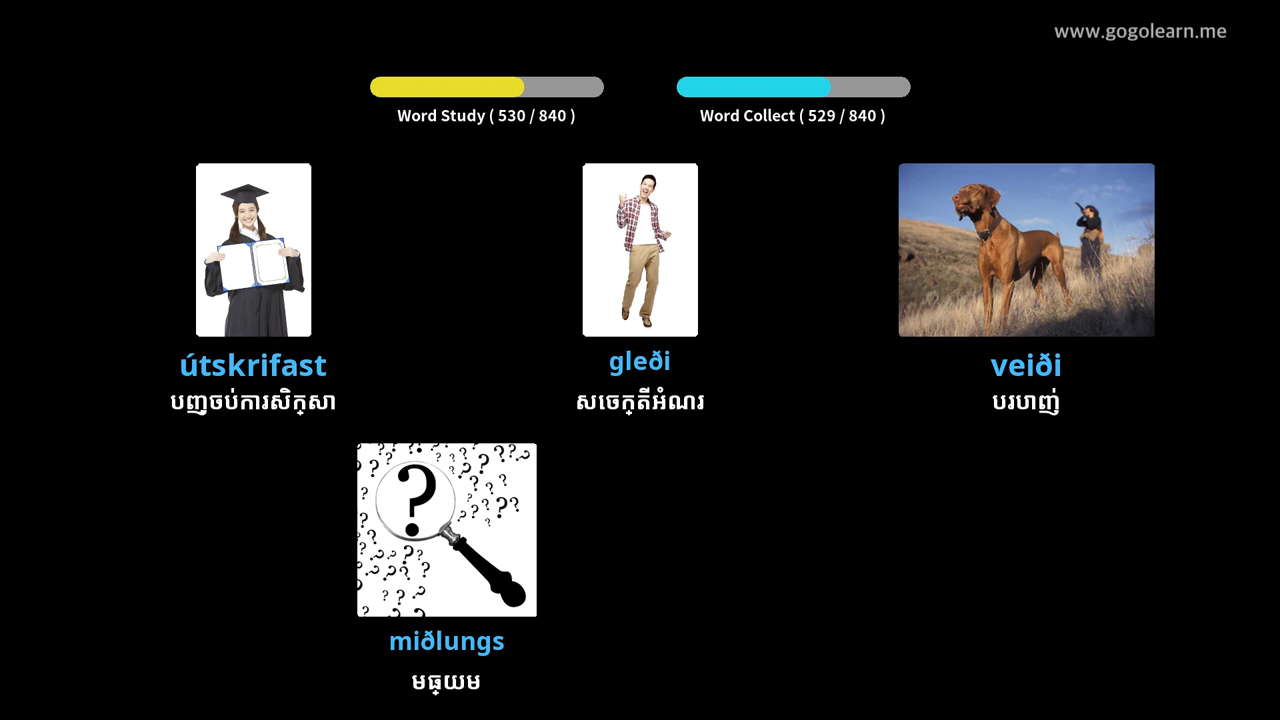 www.gogolearn.me
Word Study ( 530 / 840 )
Word Collect ( 529 / 840 )
útskrifast
gleði
veiði
បញ្ចប់ការសិក្សា
សចេក្តីអំណរ
បរបាញ់
miðlungs
មធ្យម